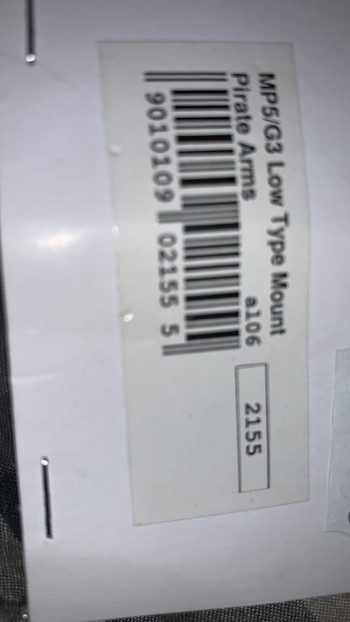 MP5/G3 Low Type Mount
Pirate Arms a106
2155
9010109 02155 5